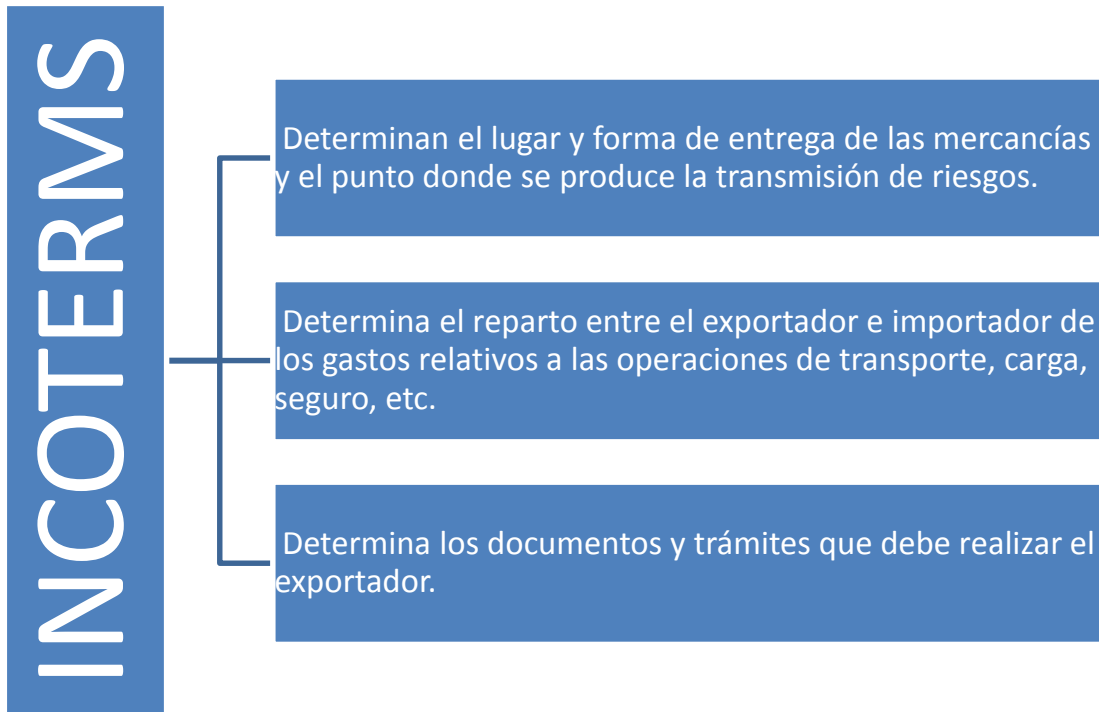 INCOTERMS
Determinan el lugar y forma de entrega de las mercancías
y el punto donde se produce la transmisión de riesgos.
Determina el reparto entre el exportador e importador de
los gastos relativos a las operaciones de transporte, carga,
seguro, etc.
Determina los documentos y trámites que debe realizar el
exportador.